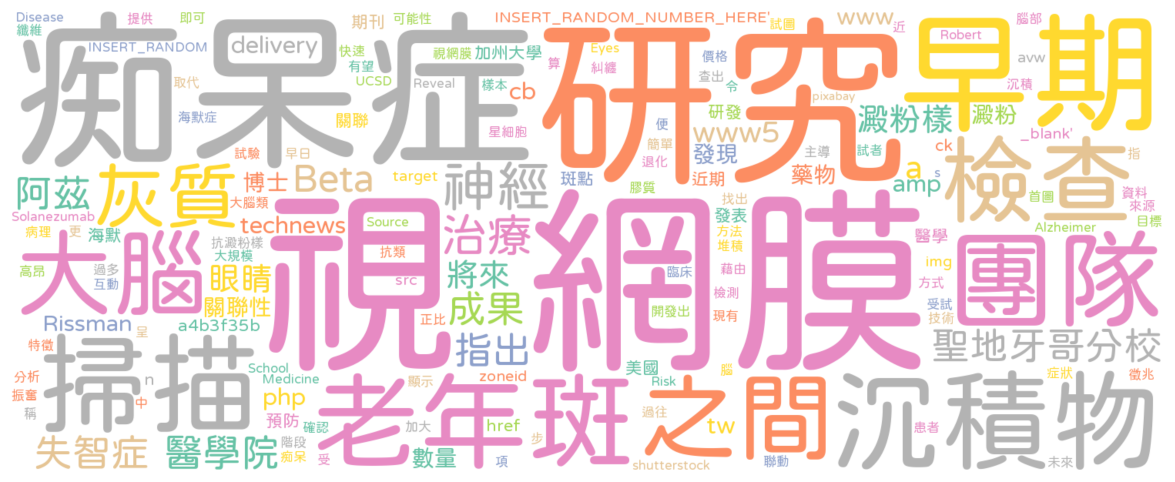 Disease 提供 即可 期刊 可能性 INSERT_RANDOM_NUMBER_HERE' www 近 腦部
纖維 試圖 Robert
INSERT_RANDOM delivery 快速 視網膜 加州大學 Eyes 價格 avw
取代 有望 UCSD Reveal 樣本 cb 算 糾纏 查出 令 pixabay 沉積
痴呆症 研究 早期
海默症 關聯 星細胞 研發 www5 便 簡單 澱粉樣 澱粉 _blank'
試驗 早日 target 發現 退化 主導 試者 ck
阿茲 灰質 博士 Beta 神經 斑點 膠質 近期 藥物 a amp s 檢查 指
Solanezumab 大腦類 technews Source 治療 找出 發表 方法 堆積 首圖 Alzheimer 資料 來源 目標
病理 更 海默 抗澱粉樣 大規模 抗類 醫學
大腦 視網膜 團隊
高昂 過多 互動 眼睛 關聯性 src 將來 臨床 藉由 檢測 img 方式 受試
Rissman 呈 a4b3f35b 正比 成果 開發出 現有 技術
特徵 掃描 School Medicine 指出 美國 聖地牙哥分校
分析 振奮 稱 n 中 php 預防 顯示 zoneid Risk 腦 症狀 徵兆
老年 斑 之間 沉積物
失智症 醫學院 確認 階段 痴呆 加大 受 href 數量 步 項 過往 tw shutterstock 聯動 患者 未來